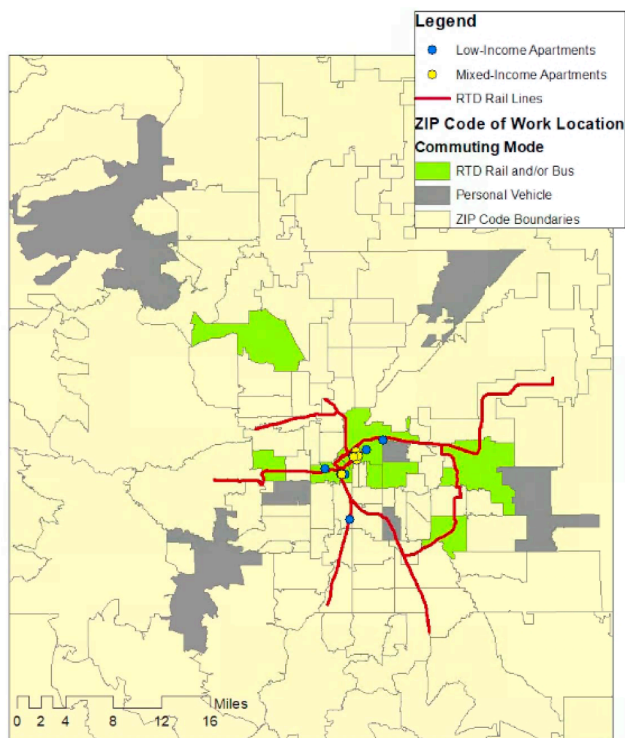 Legend
Low-Income Apartments
Mixed-Income Apartments
RTD Rail Lines
ZIP Code of Work Location
Commuting Mode
RTD Rail and/or Bus
Personal Vehicle
ZIP Code Boundaries
Miles
0 2 4 8 12 16